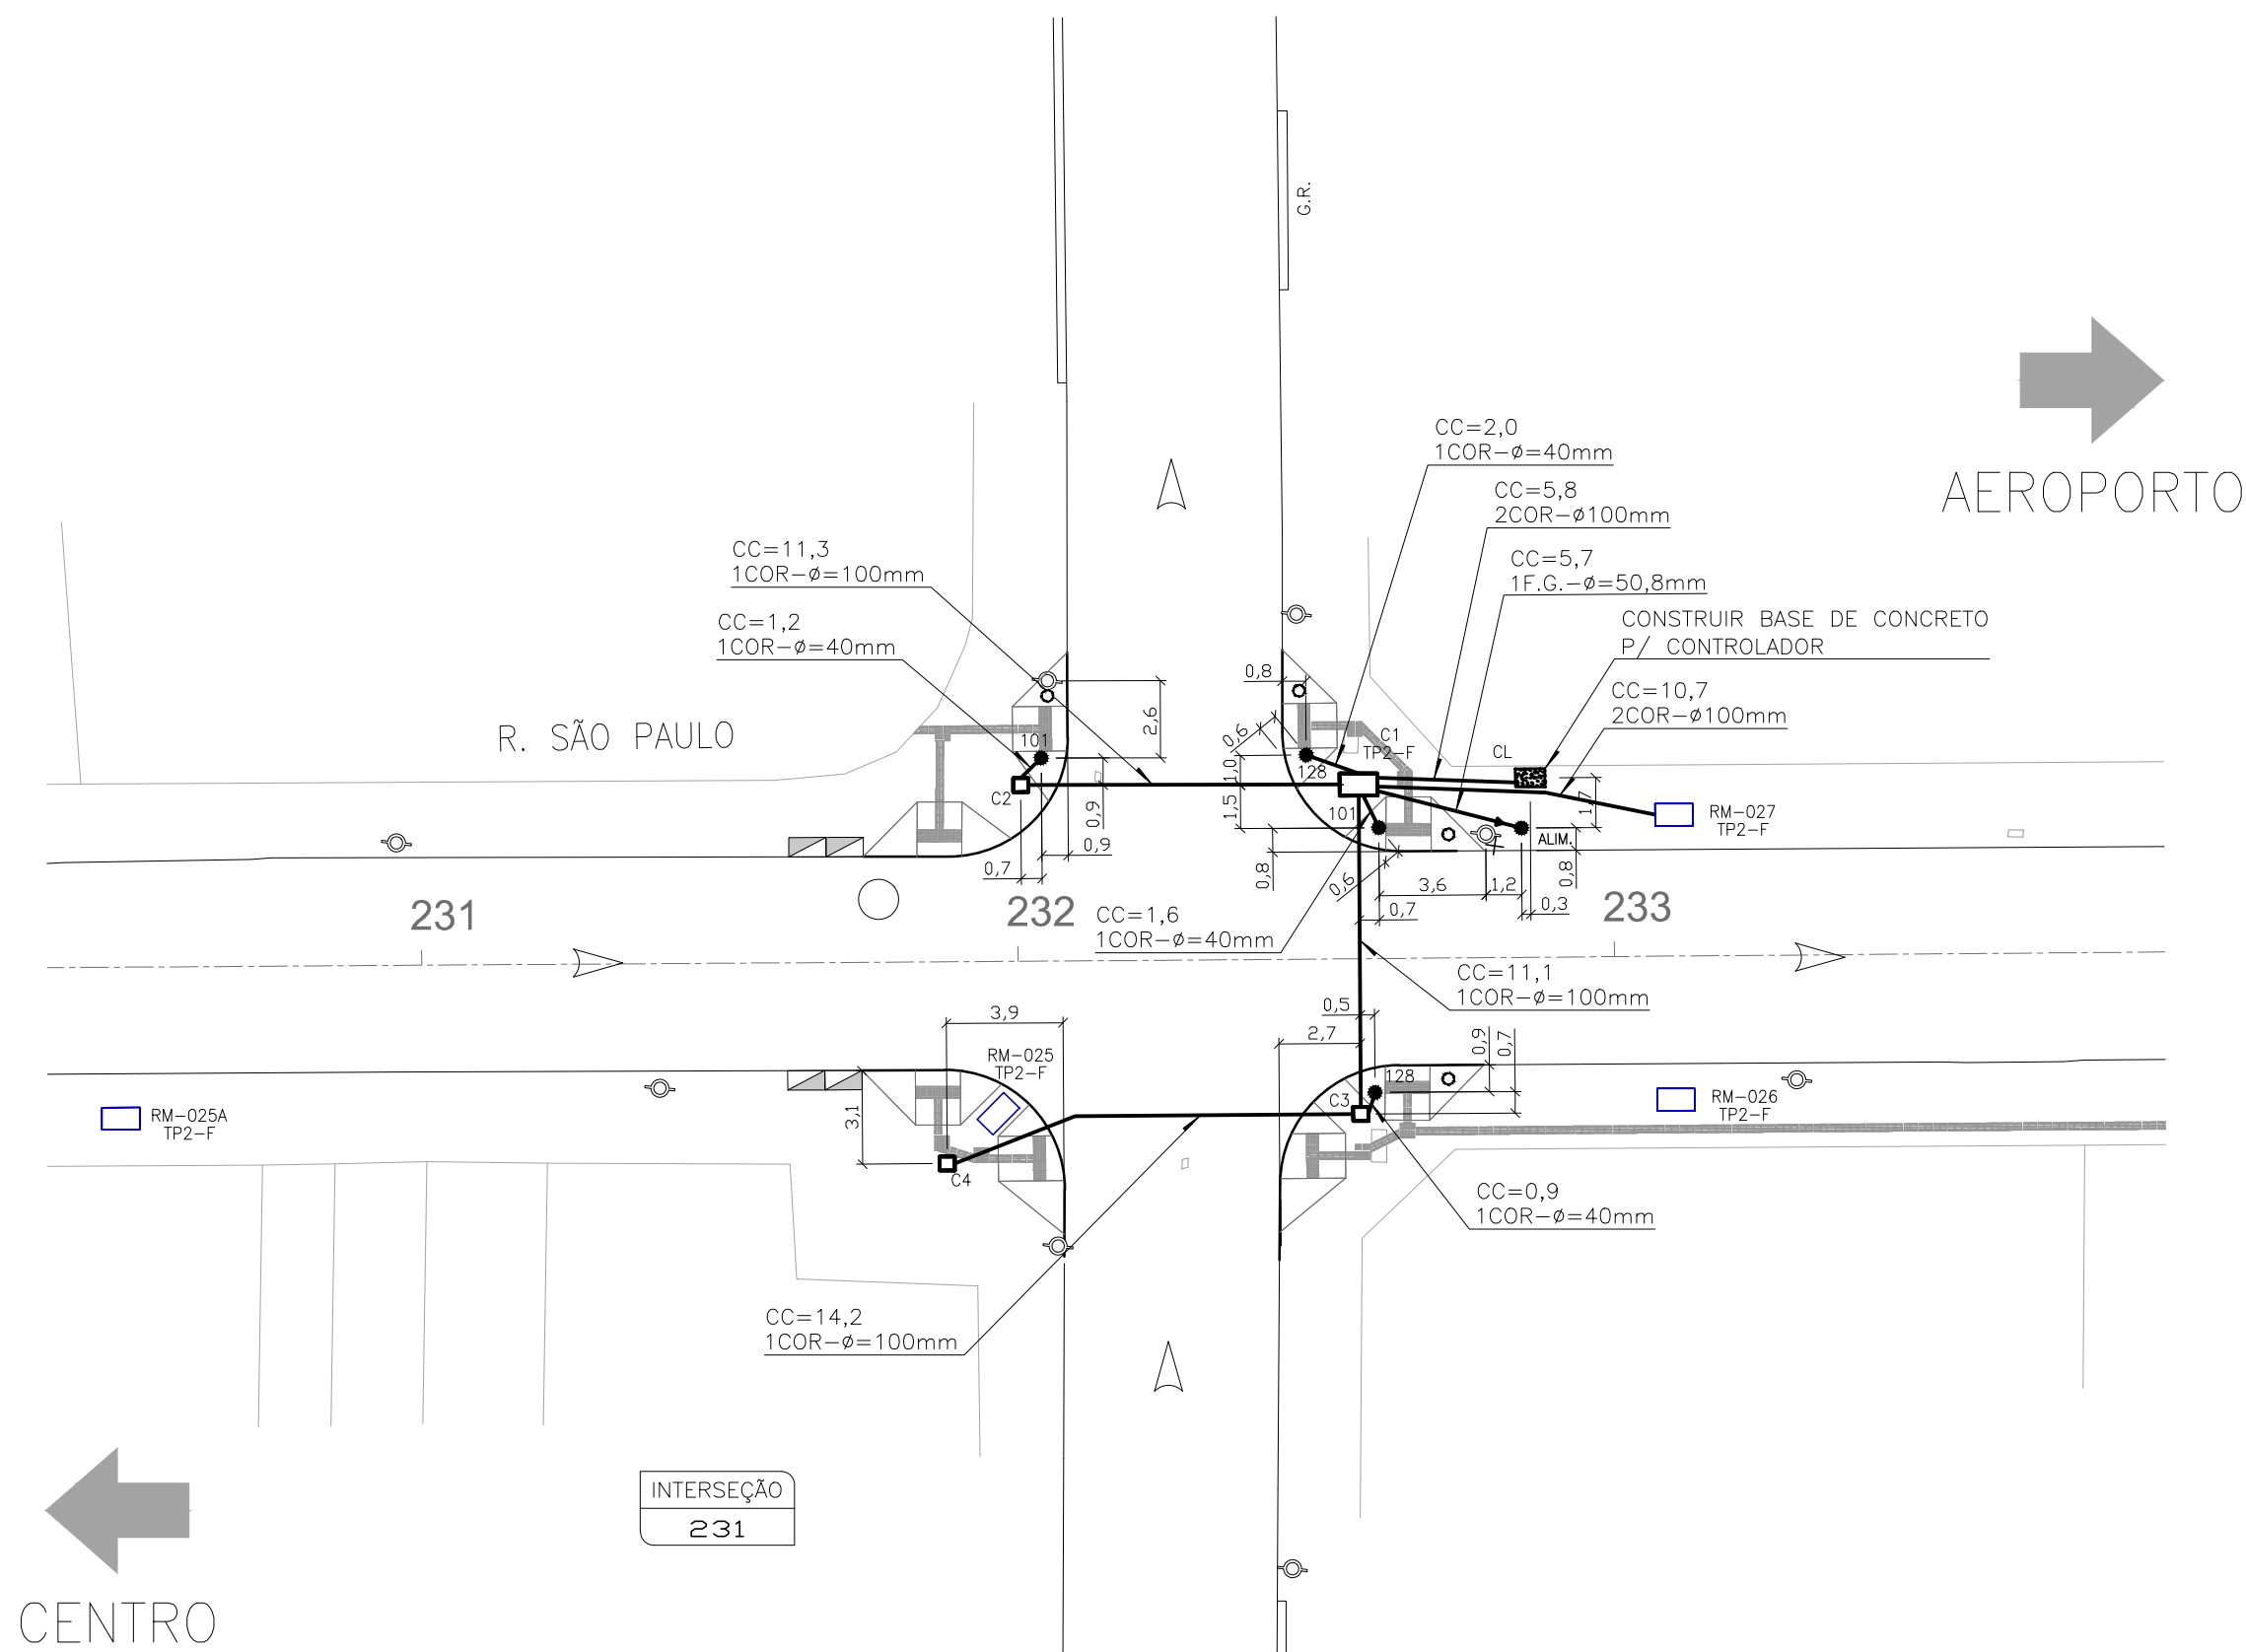 G.R.
AEROPORTO
CC=2,0
1COR-ø=40mm
CC=5,8
2COR-ø100mm
CC=5,7
1F.G.-ø=50,8mm
CONSTRUIR BASE DE CONCRETO
P/ CONTROLADOR
CC=10,7
2COR-ø100mm
CC=11,3
1COR-ø=100mm
CC=1,2
1COR-ø=40mm
R. SÃO PAULO
101
C2
2,6
0,9
0,9
0,7
0,8
0,6
1,0
1,5
0,8
128
C1
TP2-F
101
CL
1,7
RM-027
TP2-F
ALIM.
0,8
0,6
3,6
1,2
0,7
0,3
231
232
233
CC=1,6
1COR-ø=40mm
CC=11,1
1COR-ø=100mm
3,9
RM-025
TP2-F
3,1
C4
0,5
2,7
0,9
0,7
128
C3
RM-025A
TP2-F
RM-026
TP2-F
CC=0,9
1COR-ø=40mm
CC=14,2
1COR-ø=100mm
INTERSEÇÃO
231
CENTRO